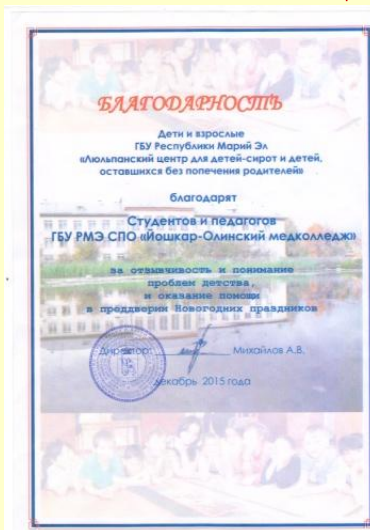 БЛАГОДАРНОСТЬ
Дети и взрослые
ГБУ Республики Марий Эл
«Люльпанский центр для детей-сирот и детей,
оставшихся без попечения родителей»
благодарят
Студентов и педагогов
ГБУ РМЭ СПО «Йошкар-Олинский медколледж»
за отзывчивость и понимание
проблем детства,
и оказание помощи
в преддверии Новогодних праздников
Директор: Михайлов А.В.
декабрь 2015 года